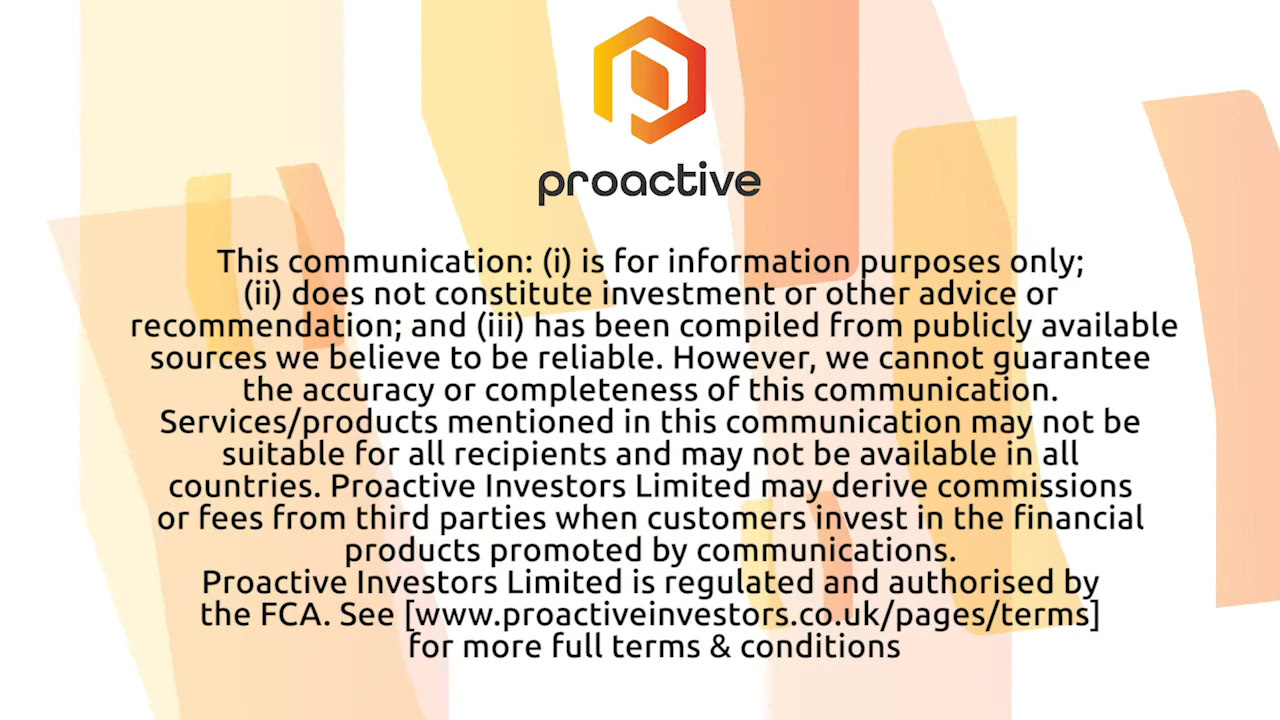 proactive
This communication: (i) is for information purposes only;
(ii) does not constitute investment or other advice or
recommendation; and (iii) has been compiled from publicly available
sources we believe to be reliable. However, we cannot guarantee
the accuracy or completeness of this communication.
Services/products mentioned in this communication may not be
suitable for all recipients and may not be available in all
countries. Proactive Investors Limited may derive commissions
or fees from third parties when customers invest in the financial
products promoted by communications.
Proactive Investors Limited is regulated and authorised by
the FCA. See [www.proactiveinvestors.co.uk/pages/terms]
for more full terms & conditions